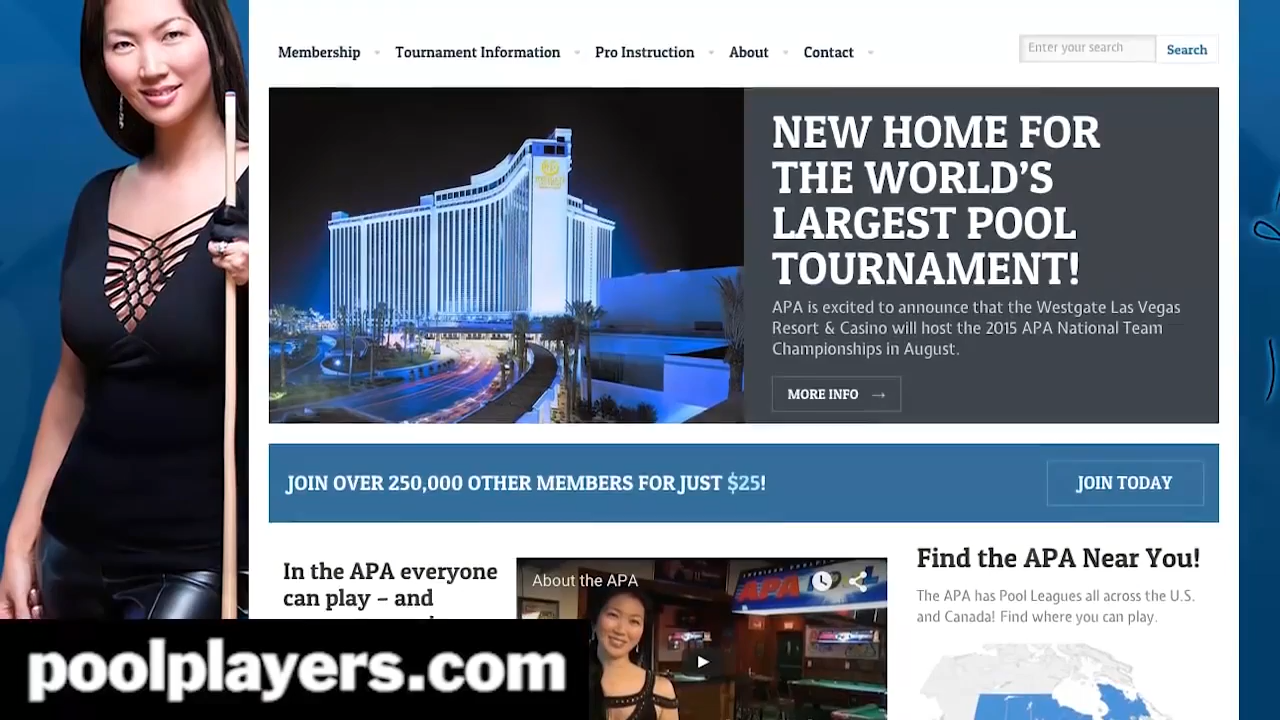 Membership
Tournament Information
Pro Instruction
About
Contact
Enter your search
Search
NEW HOME FOR
THE WORLD'S
LARGEST POOL
TOURNAMENT!
APA is excited to announce that the Westgate Las Vegas
Resort & Casino will host the 2015 APA National Team
Championships in August.
MORE INFO →
JOIN OVER 250,000 OTHER MEMBERS FOR JUST $25!
JOIN TODAY
In the APA everyone
can play – and
About the APA
APA
Find the APA Near You!
The APA has Pool Leagues all across the U.S.
and Canada! Find where you can play.
poolplayers.com